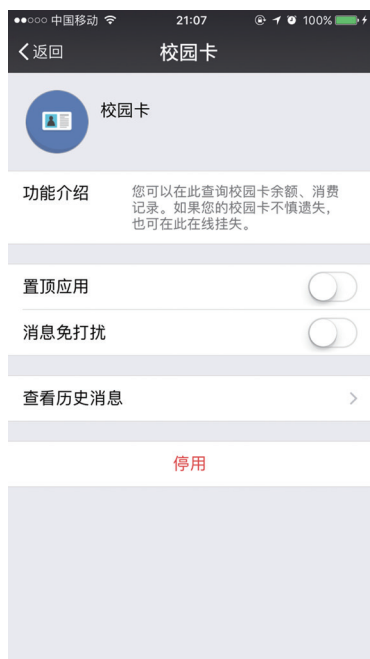 中国移动 21:07 100%
返回 校园卡
校园卡
功能介绍 您可以在此查询校园卡余额、消费
记录。如果您的校园卡不慎遗失，
也可在此在线挂失。
置顶应用
消息免打扰
查看历史消息
停用